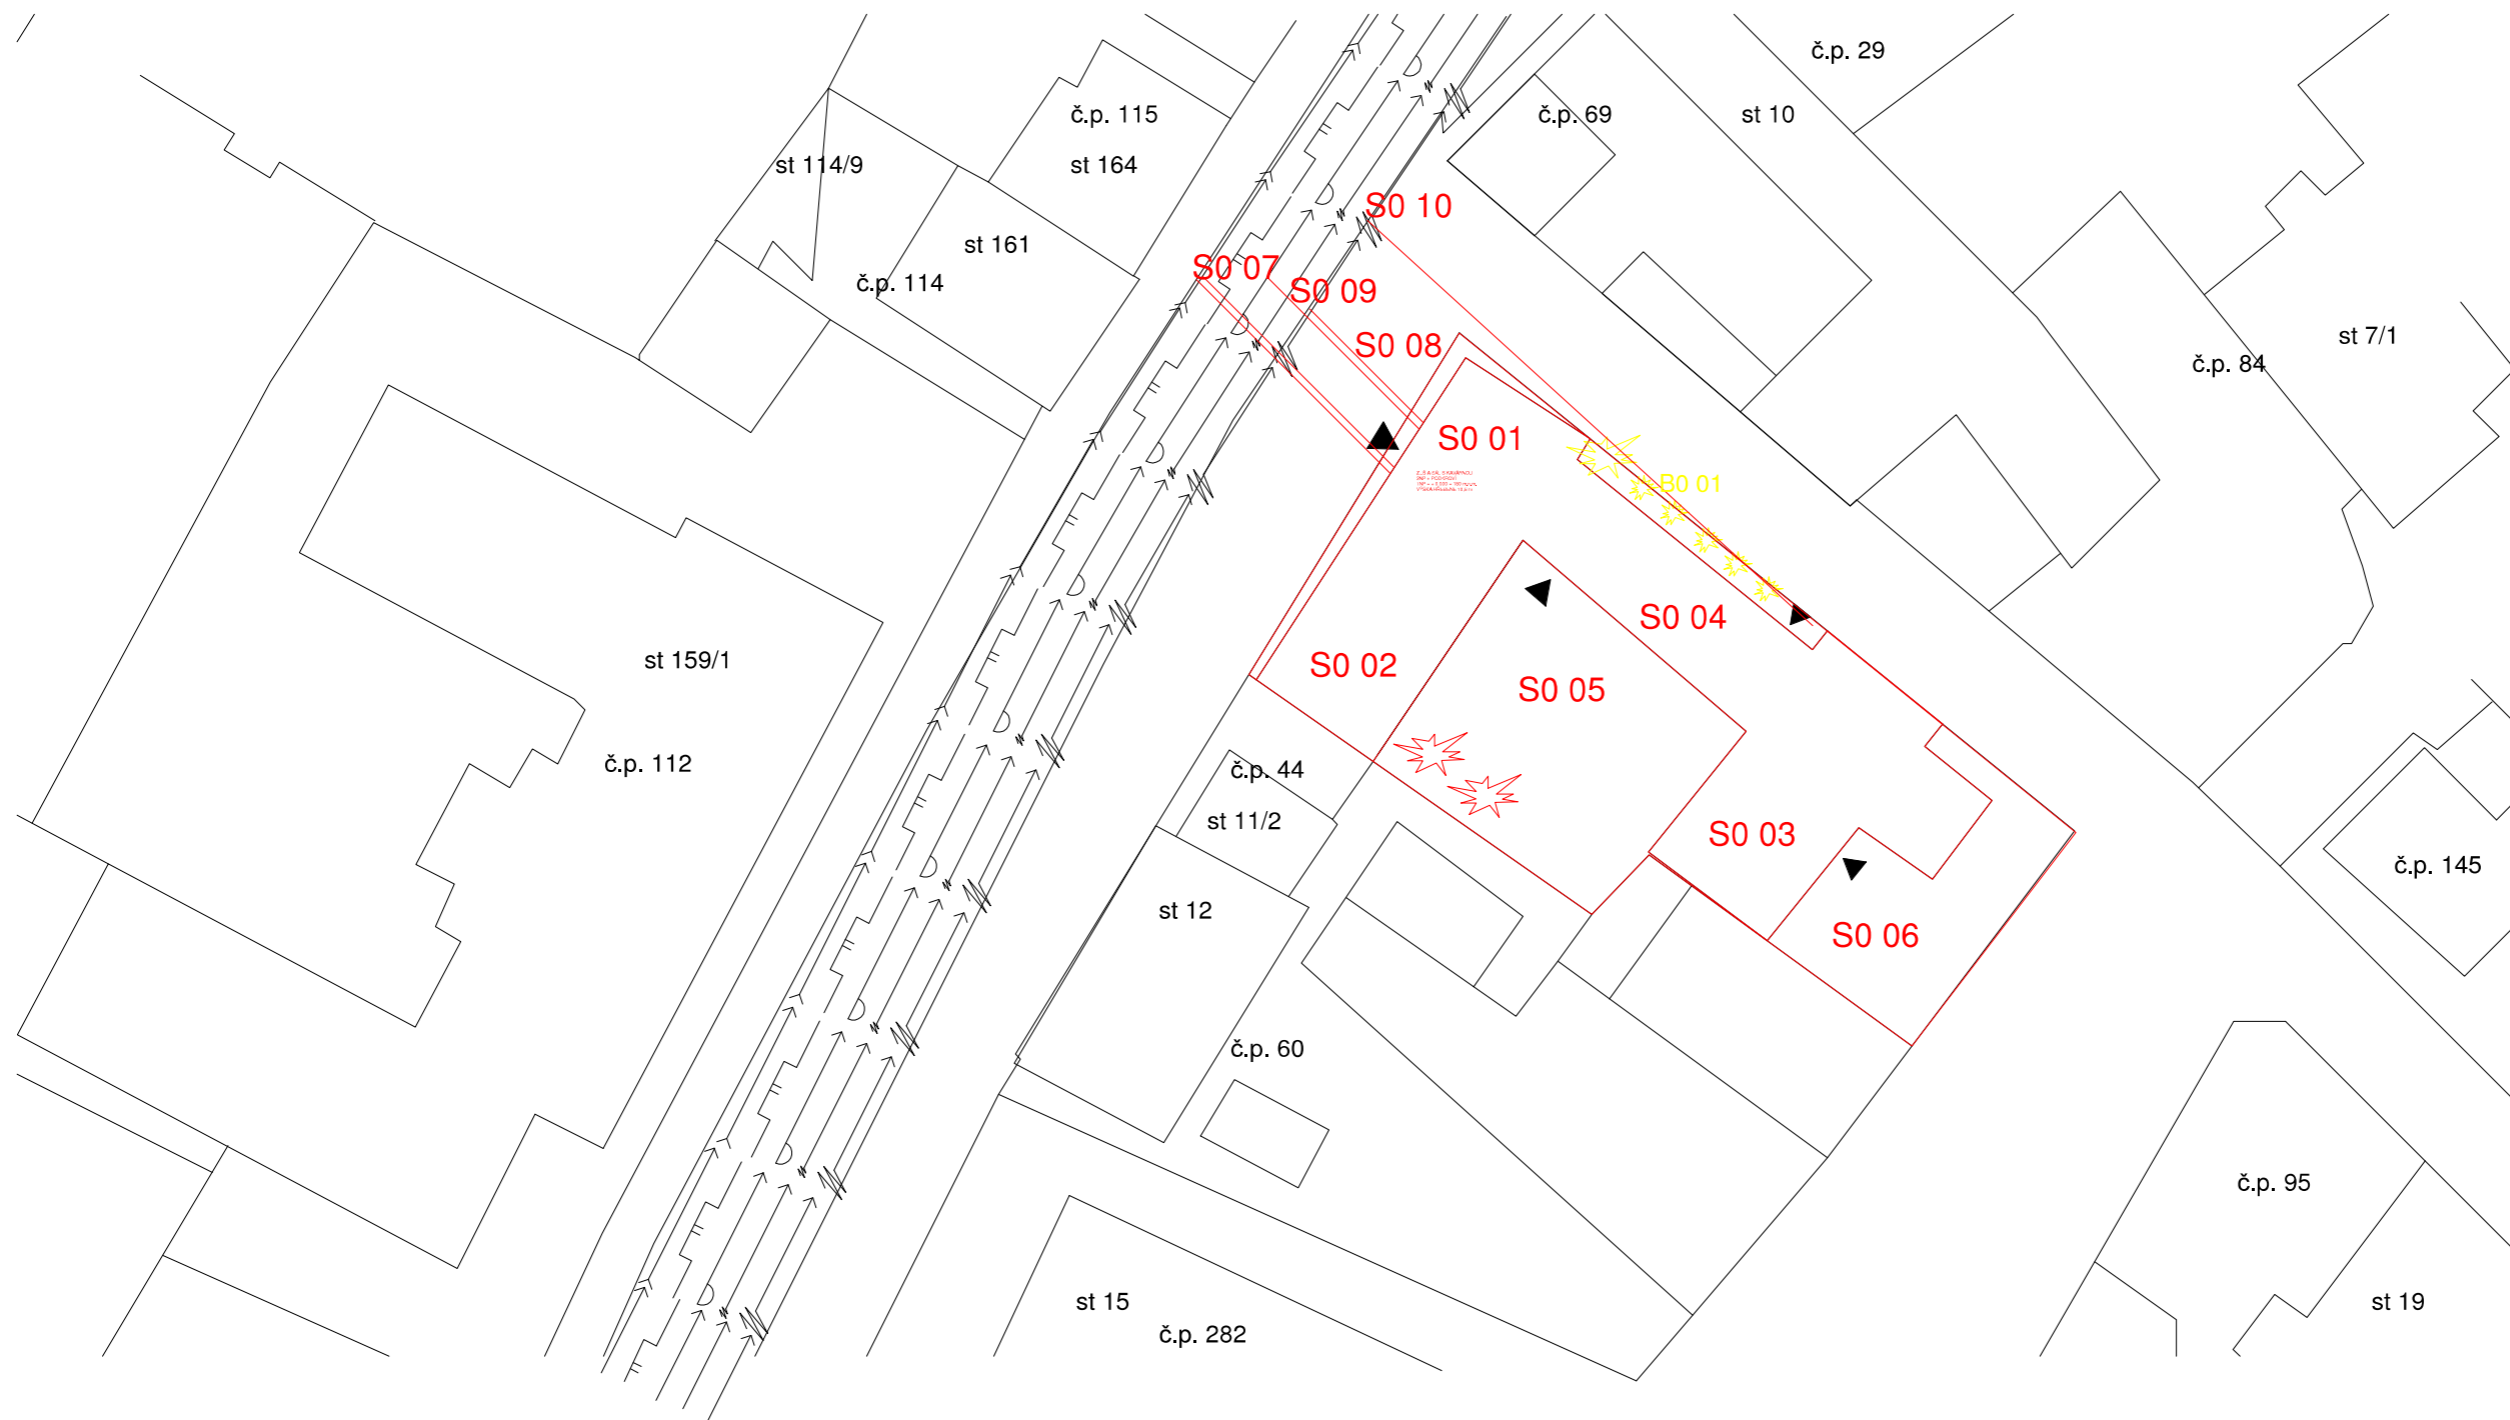 č.p. 29
č.p. 115
č.p. 69
st 10
st 114/9
st 164
S0 10
st 161
S0 07
č.p. 114
S0 09
st 7/1
S0 08
č.p. 84
S0 01
B0 01
S0 04
st 159/1
S0 02
S0 05
č.p. 112
č.p. 44
st 11/2
S0 03
č.p. 145
st 12
S0 06
č.p. 60
č.p. 95
st 15
st 19
č.p. 282